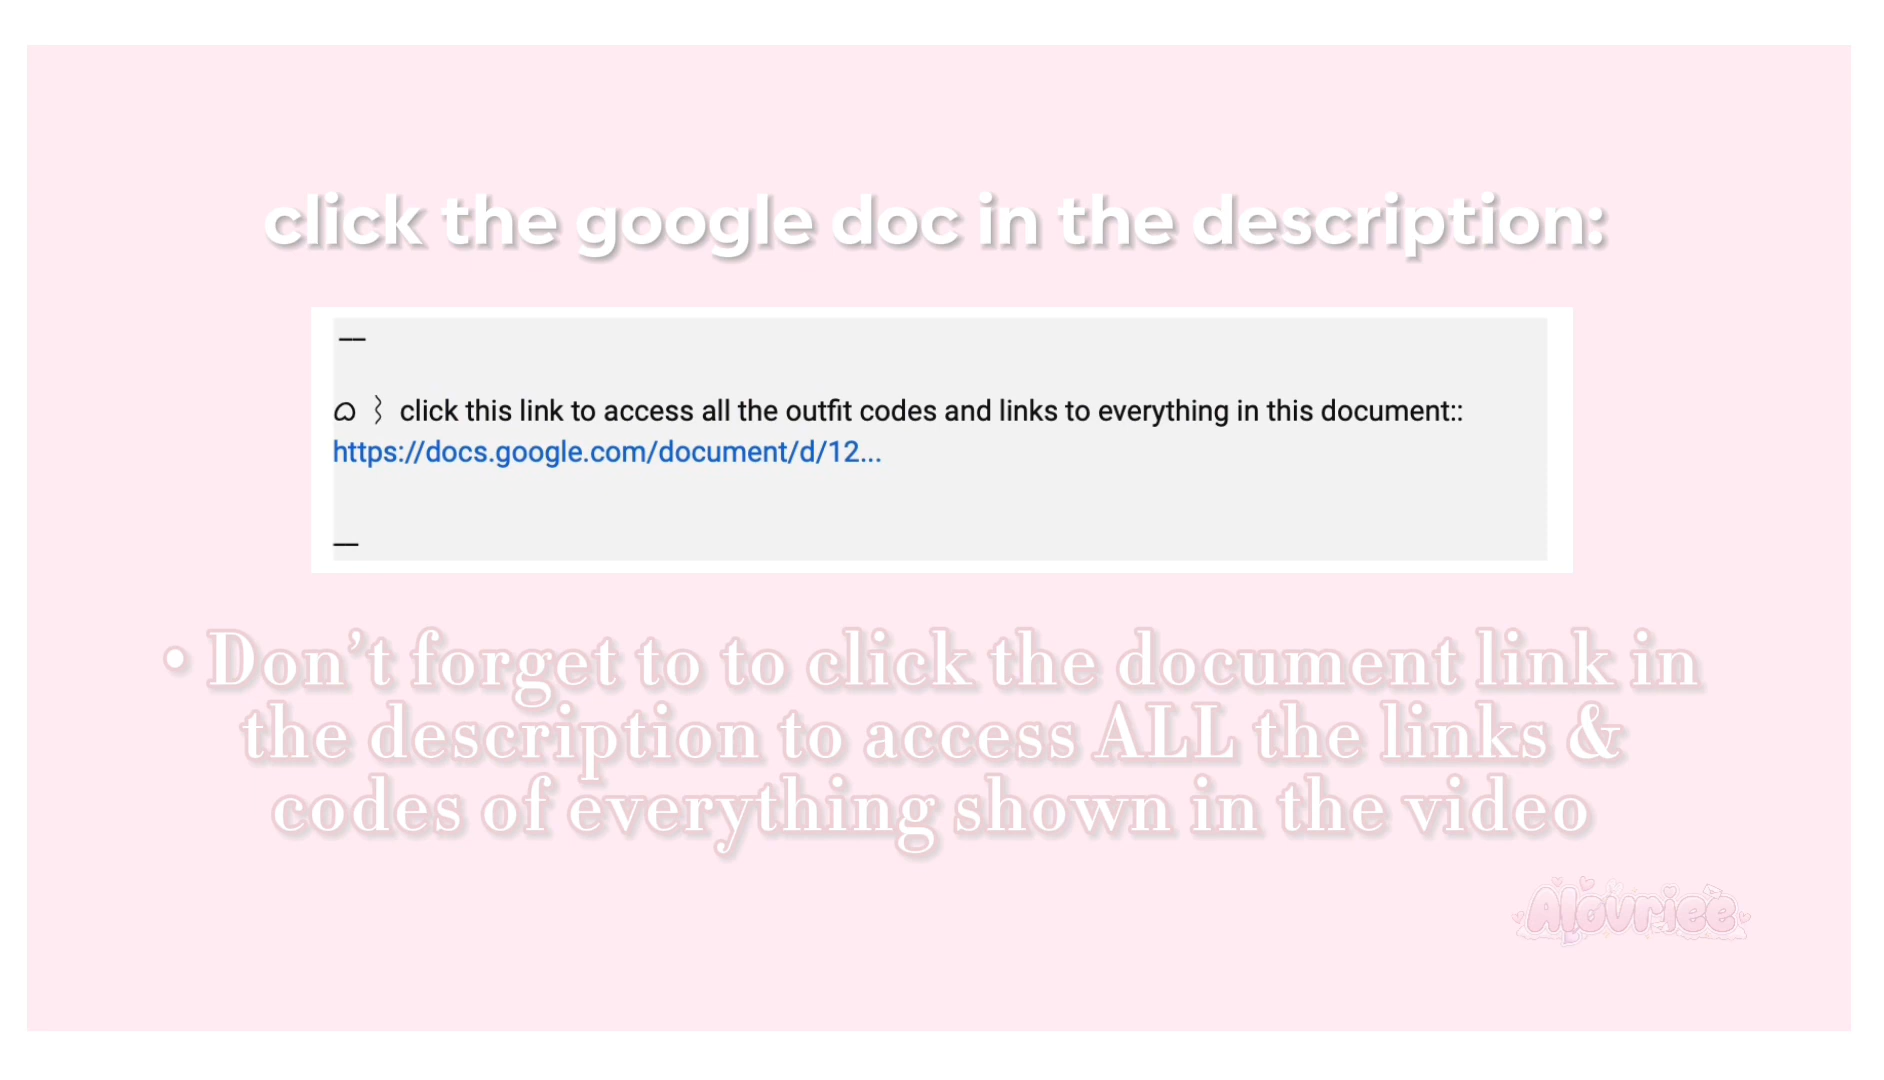 click the google doc in the description:
__
ᜊ ⌇ click this link to access all the outfit codes and links to everything in this document::
https://docs.google.com/document/d/12...
__
• Don't forget to to click the document link in
the description to access ALL the links &
codes of everything shown in the video
Alovriee